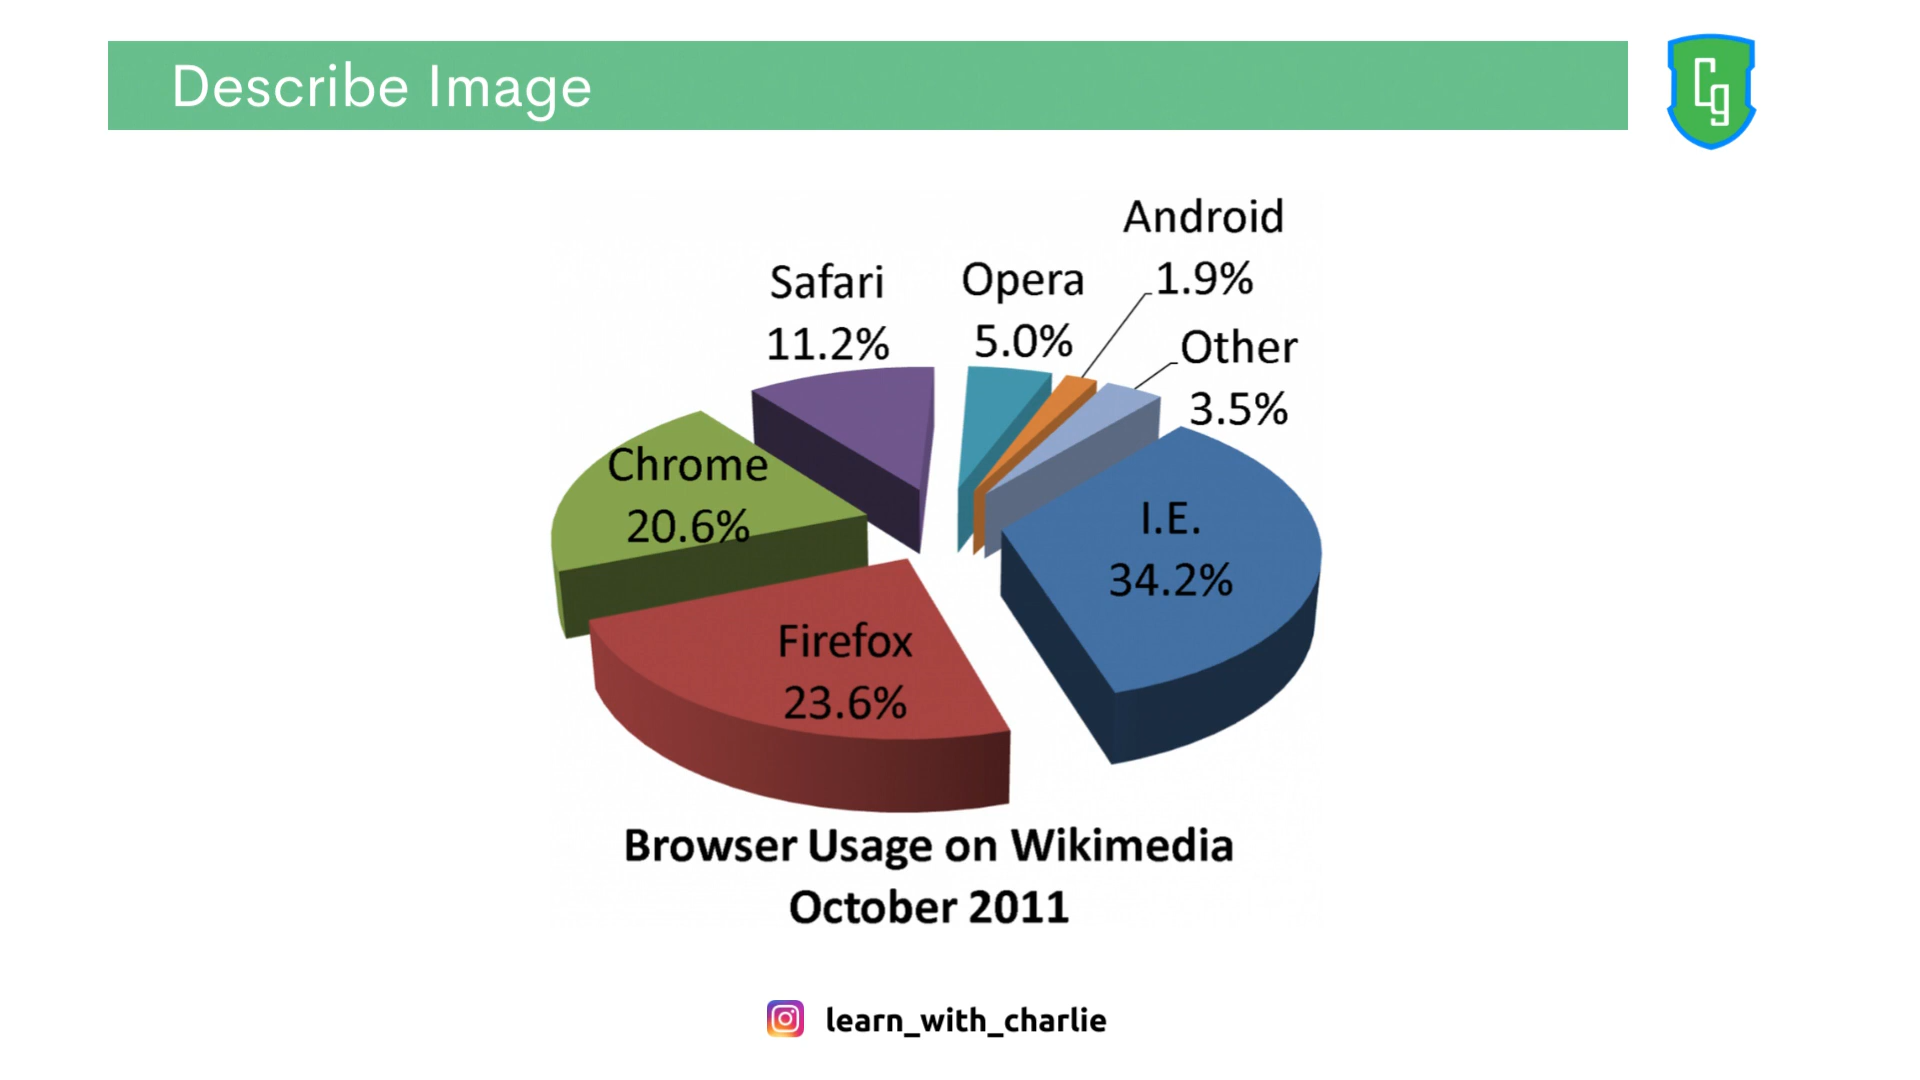 Describe Image
Cg
Android
1.9%
Safari
11.2%
Opera
5.0%
Other
3.5%
Chrome
20.6%
I.E.
34.2%
Firefox
23.6%
Browser Usage on Wikimedia
October 2011
learn_with_charlie